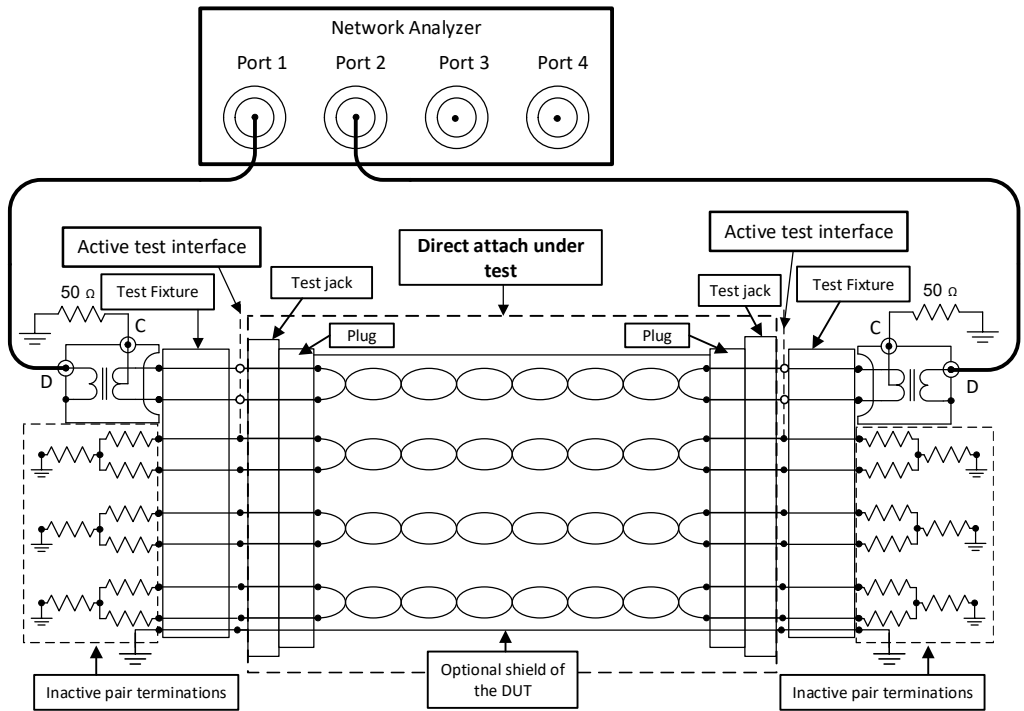 Network Analyzer
Port 1 Port 2 Port 3 Port 4
Active test interface
Direct attach under
test
Active test interface
50 Ω
Test Fixture
Test jack
Test jack
Test Fixture
50 Ω
C
Plug
Plug
C
D
D
Inactive pair terminations
Optional shield of
the DUT
Inactive pair terminations